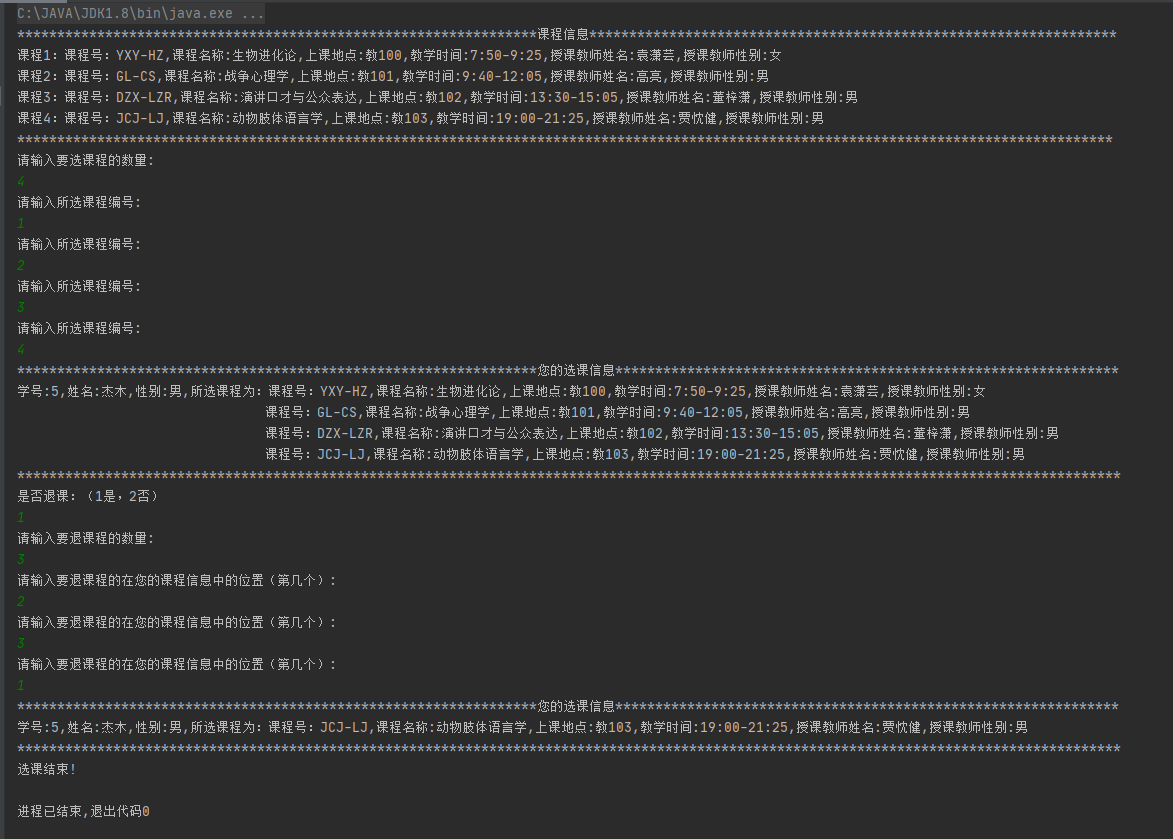 C:\JAVA\JDK1.8\bin\java.exe ...
*****************************************************************课程信息******************************************************************
课程1：课程号：YXY-HZ,课程名称:生物进化论,上课地点:教100,教学时间:7:50-9:25,授课教师姓名:袁潇芸,授课教师性别:女
课程2：课程号：GL-CS,课程名称:战争心理学,上课地点:教101,教学时间:9:40-12:05,授课教师姓名:高亮,授课教师性别:男
课程3：课程号：DZX-LZR,课程名称:演讲口才与公众表达,上课地点:教102,教学时间:13:30-15:05,授课教师姓名:董梓潇,授课教师性别:男
课程4：课程号：JCJ-LJ,课程名称:动物肢体语言学,上课地点:教103,教学时间:19:00-21:25,授课教师姓名:贾忱健,授课教师性别:男
*****************************************************************************************************************************************
请输入要选课程的数量：
4
请输入所选课程编号：
1
请输入所选课程编号：
2
请输入所选课程编号：
3
请输入所选课程编号：
4
*****************************************************************您的选课信息***************************************************************
学号:5,姓名:杰木,性别:男,所选课程为：课程号：YXY-HZ,课程名称:生物进化论,上课地点:教100,教学时间:7:50-9:25,授课教师姓名:袁潇芸,授课教师性别:女
课程号：GL-CS,课程名称:战争心理学,上课地点:教101,教学时间:9:40-12:05,授课教师姓名:高亮,授课教师性别:男
课程号：DZX-LZR,课程名称:演讲口才与公众表达,上课地点:教102,教学时间:13:30-15:05,授课教师姓名:董梓潇,授课教师性别:男
课程号：JCJ-LJ,课程名称:动物肢体语言学,上课地点:教103,教学时间:19:00-21:25,授课教师姓名:贾忱健,授课教师性别:男
******************************************************************************************************************************************
是否退课：（1是，2否）
1
请输入要退课程的数量：
3
请输入要退课程的在您的课程信息中的位置（第几个）：
2
请输入要退课程的在您的课程信息中的位置（第几个）：
3
请输入要退课程的在您的课程信息中的位置（第几个）：
1
*****************************************************************您的选课信息***************************************************************
学号:5,姓名:杰木,性别:男,所选课程为：课程号：JCJ-LJ,课程名称:动物肢体语言学,上课地点:教103,教学时间:19:00-21:25,授课教师姓名:贾忱健,授课教师性别:男
******************************************************************************************************************************************
选课结束!
进程已结束,退出代码0